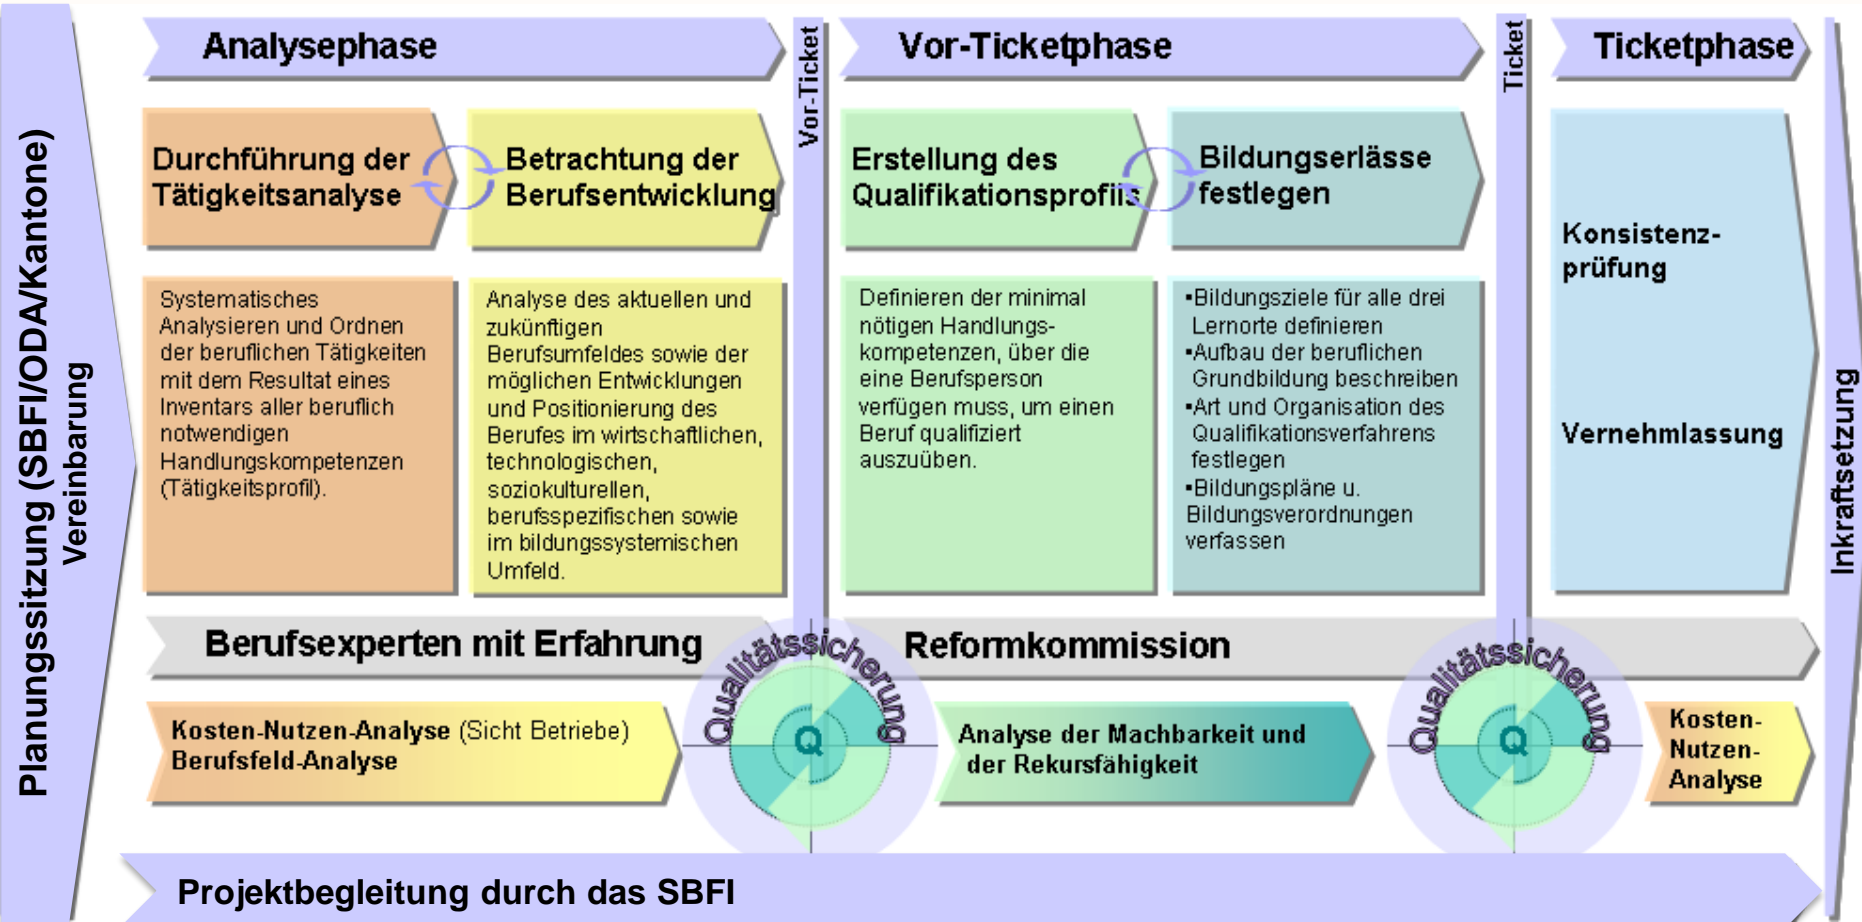 Planungssitzung (SBFI/ODA/Kantone)
Vereinbarung
Analysephase
Durchführung der
Tätigkeitsanalyse
Betrachtung der
Berufsentwicklung
Systematisches
Analysieren und Ordnen
der beruflichen Tätigkeiten
mit dem Resultat eines
Inventars aller beruflich
notwendigen
Handlungskompetenzen
(Tätigkeitsprofil).
Analyse des aktuellen und
zukünftigen
Berufsumfeldes sowie der
möglichen Entwicklungen
und Positionierung des
Berufes im wirtschaftlichen,
technologischen,
soziokulturellen,
berufsspezifischen sowie
im bildungssystemischen
Umfeld.
Vor-Ticket
Vor-Ticketphase
Erstellung des
Qualifikationsprofils
Bildungserlässe
festlegen
Definieren der minimal
nötigen Handlungs-
kompetenzen, über die
eine Berufsperson
verfügen muss, um einen
Beruf qualifiziert
auszuüben.
▪Bildungsziele für alle drei
Lernorte definieren
▪Aufbau der beruflichen
Grundbildung beschreiben
▪Art und Organisation des
Qualifikationsverfahrens
festlegen
▪Bildungspläne u.
Bildungsverordnungen
verfassen
Ticket
Ticketphase
Konsistenz-
prüfung
Vernehmlassung
Inkraftsetzung
Berufsexperten mit Erfahrung
Qualitätssicherung
Q
Reformkommission
Qualitätssicherung
Q
Kosten-Nutzen-Analyse (Sicht Betriebe)
Berufsfeld-Analyse
Analyse der Machbarkeit und
der Rekursfähigkeit
Kosten-
Nutzen-
Analyse
Projektbegleitung durch das SBFI